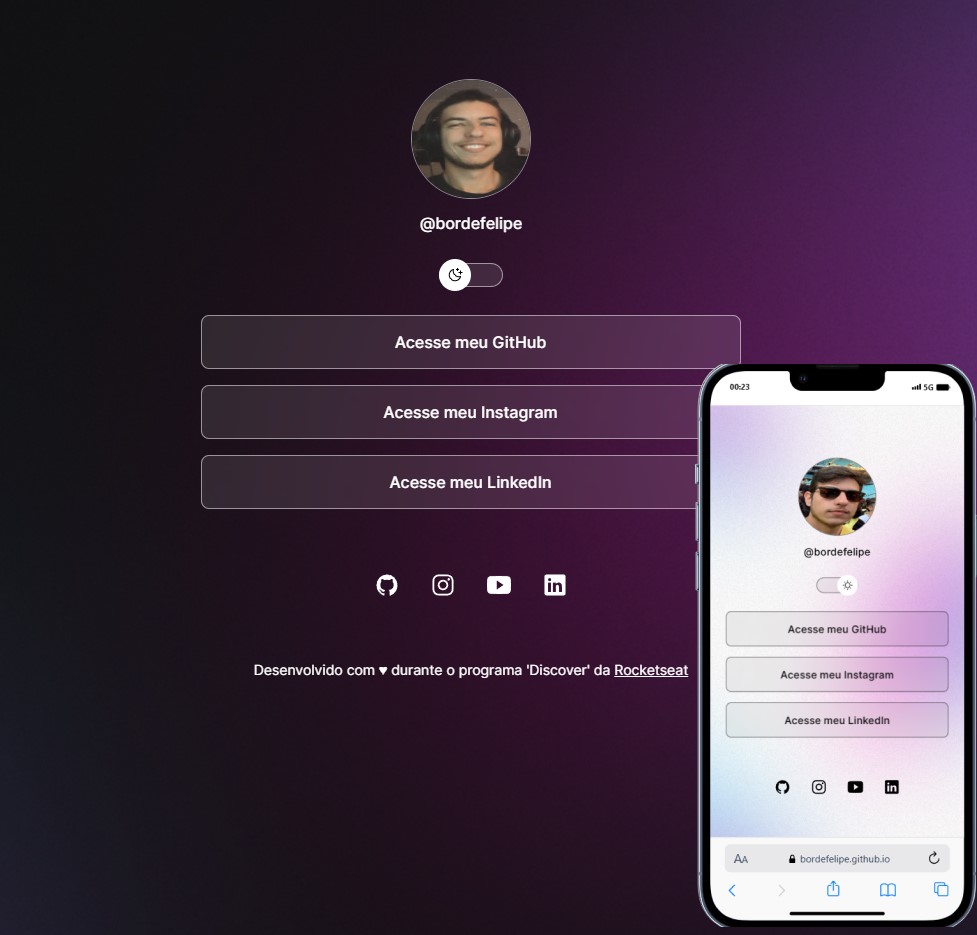 @bordefelipe
Acesse meu GitHub
Acesse meu Instagram
Acesse meu LinkedIn
Desenvolvido com ♥ durante o programa 'Discover' da Rocketseat
00:23
5G
@bordefelipe
Acesse meu GitHub
Acesse meu Instagram
Acesse meu LinkedIn
AA bordefelipe.github.io